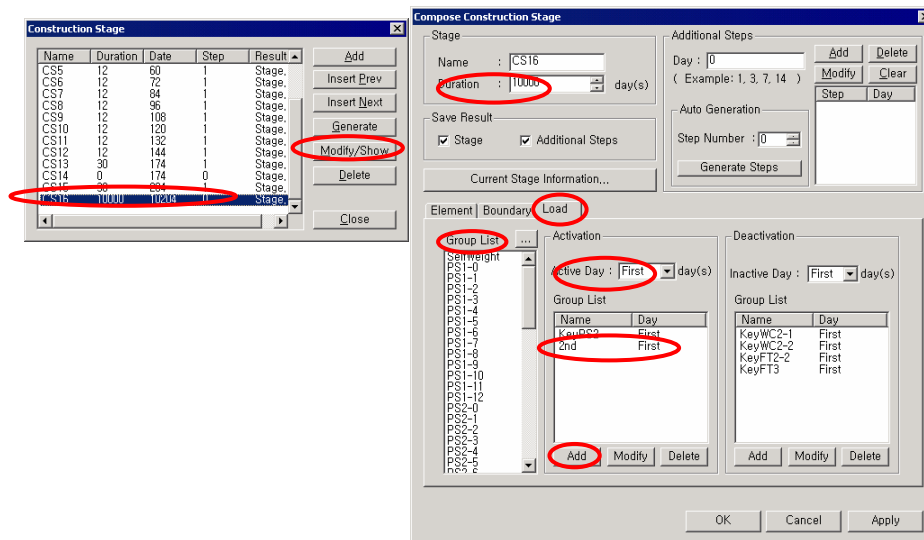 Construction Stage
Name Duration Date Step Result
CS5 12 60 1 Stage,
CS6 12 72 1 Stage,
CS7 12 84 1 Stage,
CS8 12 96 1 Stage,
CS9 12 108 1 Stage,
CS10 12 120 1 Stage,
CS11 12 132 1 Stage,
CS12 12 144 1 Stage,
CS13 30 174 1 Stage,
CS14 0 174 0 Stage,
CS15 30 204 1 Stage,
CS16 10000 10204 0 Stage,
Add
Insert Prev
Insert Next
Generate
Modify/Show
Delete
Close
Compose Construction Stage
Stage
Name : CS16
Duration : 10000 day(s)
Save Result
Stage Additional Steps
Current Stage Information...
Additional Steps
Day : 0
( Example: 1, 3, 7, 14 )
Add Delete
Modify Clear
Step Day
Auto Generation
Step Number : 0
Generate Steps
Element Boundary Load
Group List ...
Selfweight
PS1-0
PS1-1
PS1-2
PS1-3
PS1-4
PS1-5
PS1-6
PS1-7
PS1-8
PS1-9
PS1-10
PS1-11
PS1-12
PS2-0
PS2-1
PS2-2
PS2-3
PS2-4
PS2-5
PS2-6
Activation
Active Day : First day(s)
Group List
Name Day
KeyPS2 First
2nd First
Add Modify Delete
Deactivation
Inactive Day : First day(s)
Group List
Name Day
KeyWC2-1 First
KeyWC2-2 First
KeyFT2-2 First
KeyFT3 First
Add Modify Delete
OK Cancel Apply